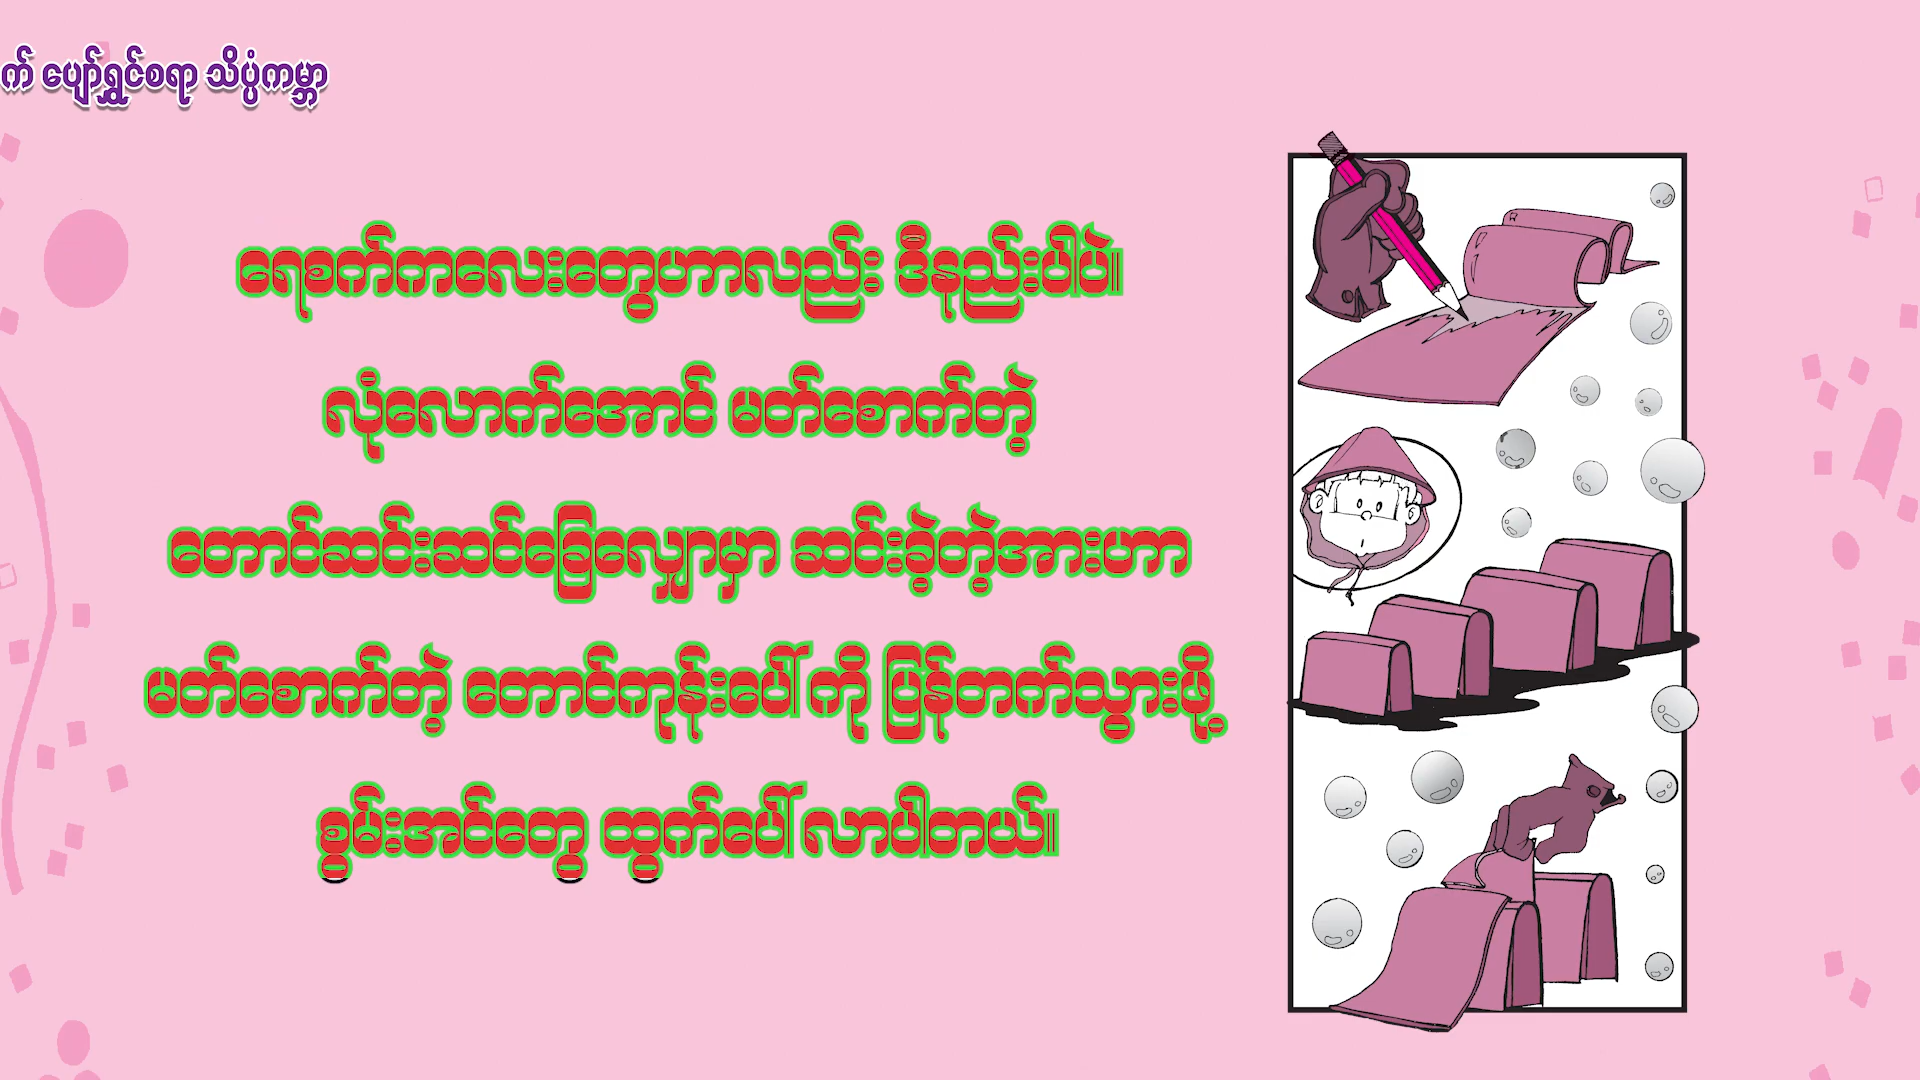 က် ပျော်ရွှင်စရာ သိပ္ပံကမ္ဘာ
ရေစက်ကလေးတွေဟာလည်း ဒီနည်းပါပဲ။
လုံလောက်အောင် မတ်စောက်တဲ့
တောင်ဆင်းဆင်ခြေလျှောမှာ ဆင်းခဲ့တဲ့အားဟာ
မတ်စောက်တဲ့ တောင်ကုန်းပေါ်ကို ပြန်တက်သွားဖို့
စွမ်းအင်တွေ ထွက်ပေါ်လာပါတယ်။